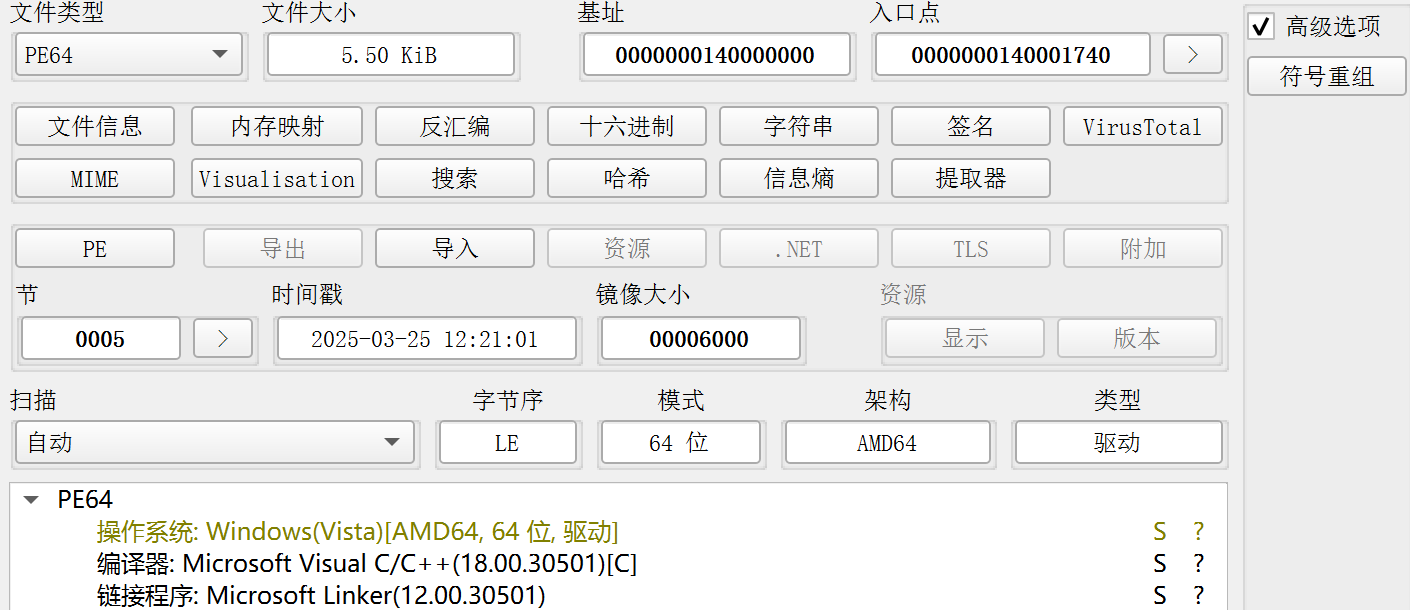 文件类型 文件大小 基址 入口点
PE64 5.50 KiB 0000000140000000 0000000140001740 > 高级选项
符号重组
文件信息 内存映射 反汇编 十六进制 字符串 签名 VirusTotal
MIME Visualisation 搜索 哈希 信息熵 提取器
PE 导出 导入 资源 .NET TLS 附加
节 时间戳 镜像大小 资源
0005 > 2025-03-25 12:21:01 00006000 显示 版本
扫描 字节序 模式 架构 类型
自动 LE 64 位 AMD64 驱动
PE64
操作系统: Windows(Vista)[AMD64, 64 位, 驱动] S ?
编译器: Microsoft Visual C/C++(18.00.30501)[C] S ?
链接程序: Microsoft Linker(12.00.30501) S ?